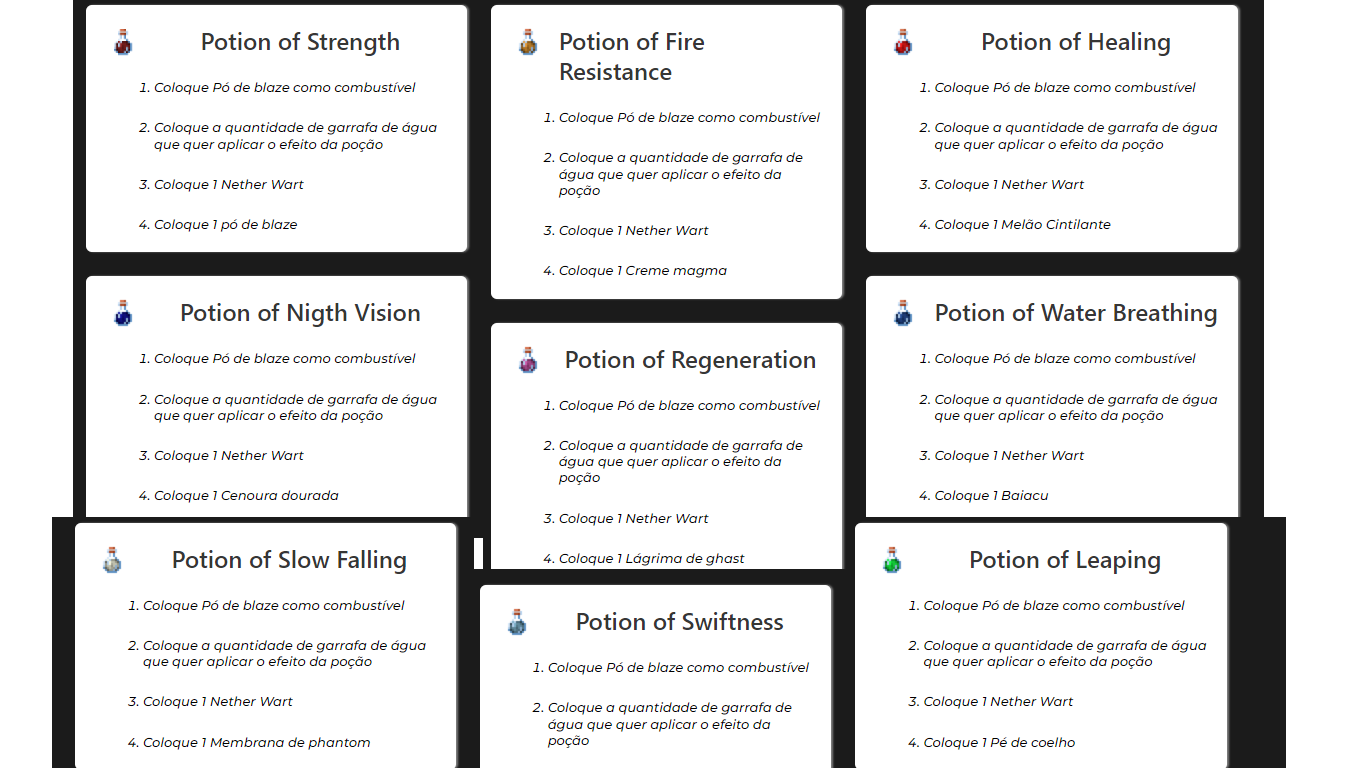 Potion of Strength
1. Coloque Pó de blaze como combustível
2. Coloque a quantidade de garrafa de água
que quer aplicar o efeito da poção
3. Coloque 1 Nether Wart
4. Coloque 1 pó de blaze
Potion of Fire
Resistance
1. Coloque Pó de blaze como combustível
2. Coloque a quantidade de garrafa de
água que quer aplicar o efeito da
poção
3. Coloque 1 Nether Wart
4. Coloque 1 Creme magma
Potion of Healing
1. Coloque Pó de blaze como combustível
2. Coloque a quantidade de garrafa de água
que quer aplicar o efeito da poção
3. Coloque 1 Nether Wart
4. Coloque 1 Melão Cintilante
Potion of Nigth Vision
1. Coloque Pó de blaze como combustível
2. Coloque a quantidade de garrafa de água
que quer aplicar o efeito da poção
3. Coloque 1 Nether Wart
4. Coloque 1 Cenoura dourada
Potion of Regeneration
1. Coloque Pó de blaze como combustível
2. Coloque a quantidade de garrafa de
água que quer aplicar o efeito da
poção
3. Coloque 1 Nether Wart
4. Coloque 1 Lágrima de ghast
Potion of Water Breathing
1. Coloque Pó de blaze como combustível
2. Coloque a quantidade de garrafa de água
que quer aplicar o efeito da poção
3. Coloque 1 Nether Wart
4. Coloque 1 Baiacu
Potion of Slow Falling
1. Coloque Pó de blaze como combustível
2. Coloque a quantidade de garrafa de água
que quer aplicar o efeito da poção
3. Coloque 1 Nether Wart
4. Coloque 1 Membrana de phantom
Potion of Swiftness
1. Coloque Pó de blaze como combustível
2. Coloque a quantidade de garrafa de
água que quer aplicar o efeito da
poção
Potion of Leaping
1. Coloque Pó de blaze como combustível
2. Coloque a quantidade de garrafa de água
que quer aplicar o efeito da poção
3. Coloque 1 Nether Wart
4. Coloque 1 Pé de coelho